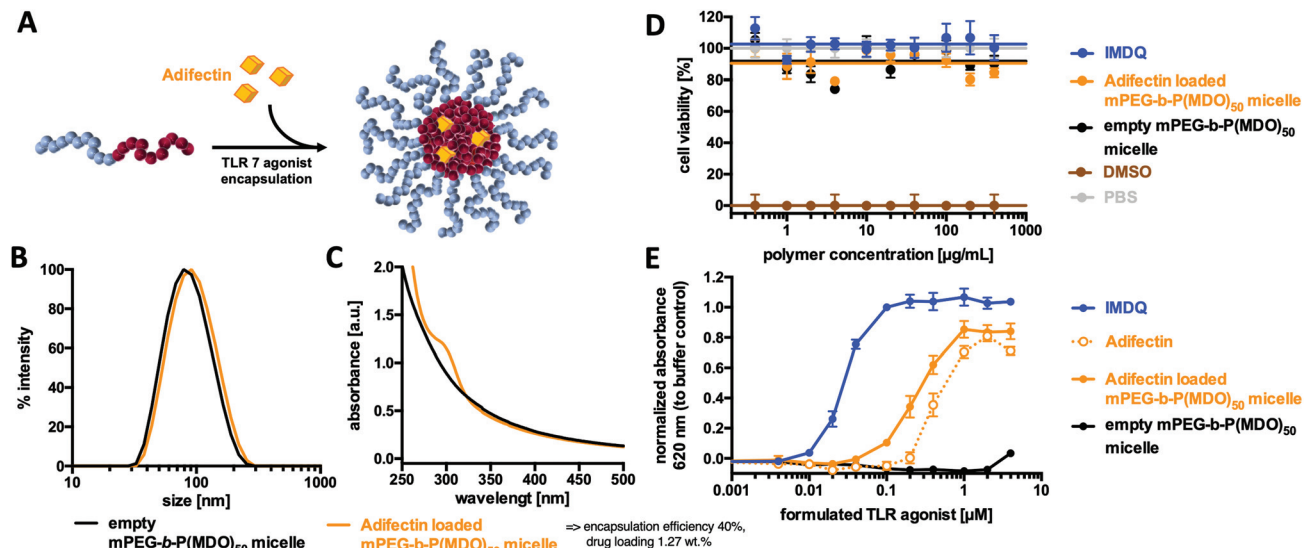 A
Adifectin
TLR 7 agonist
encapsulation
B
% intensity
100
80
60
40
20
0
10
100
1000
size [nm]
C
absorbance [a.u.]
2.0
1.5
1.0
0.5
0.0
250
300
350
400
450
500
wavelengt [nm]
empty
mPEG-b-P(MDO)50 micelle
Adifectin loaded
mPEG-b-P(MDO)50 micelle
=> encapsulation efficiency 40%,
drug loading 1.27 wt.%
D
cell viability [%]
120
100
80
60
40
20
0
1
10
100
1000
polymer concentration [µg/mL]
IMDQ
Adifectin loaded
mPEG-b-P(MDO)50 micelle
empty mPEG-b-P(MDO)50
micelle
DMSO
PBS
E
normalized absorbance
620 nm (to buffer control)
1.2
1.0
0.8
0.6
0.4
0.2
0.0
0.001
0.01
0.1
1
10
formulated TLR agonist [µM]
IMDQ
Adifectin
Adifectin loaded
mPEG-b-P(MDO)50 micelle
empty mPEG-b-P(MDO)50
micelle